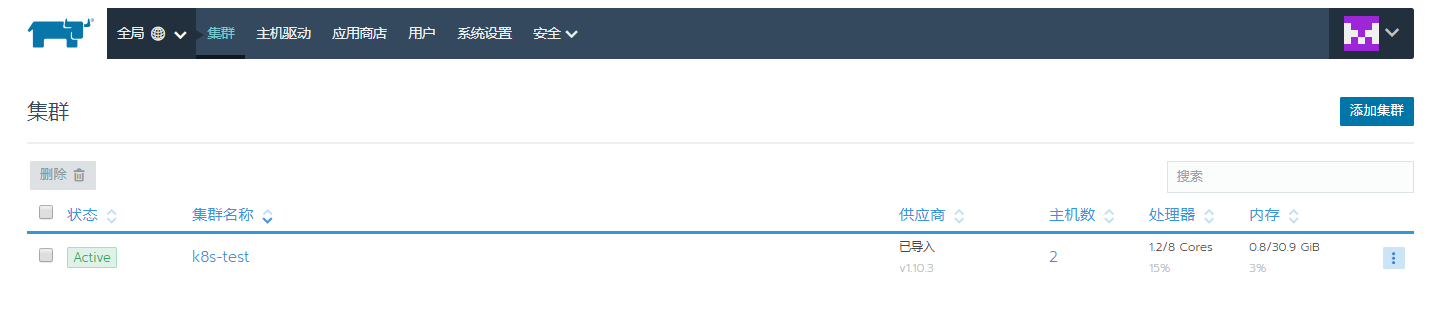 全局 集群 主机驱动 应用商店 用户 系统设置 安全
集群 添加集群
删除 搜索
状态 集群名称 供应商 主机数 处理器 内存
Active k8s-test 已导入 2 1.2/8 Cores 0.8/30.9 GiB
v1.10.3 15% 3%